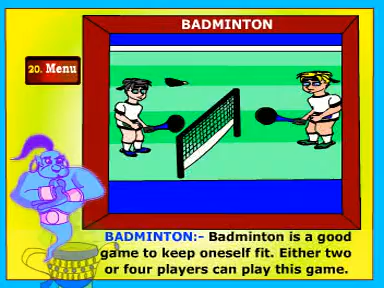 BADMINTON
20. Menu
BADMINTON:- Badminton is a good
game to keep oneself fit. Either two
or four players can play this game.